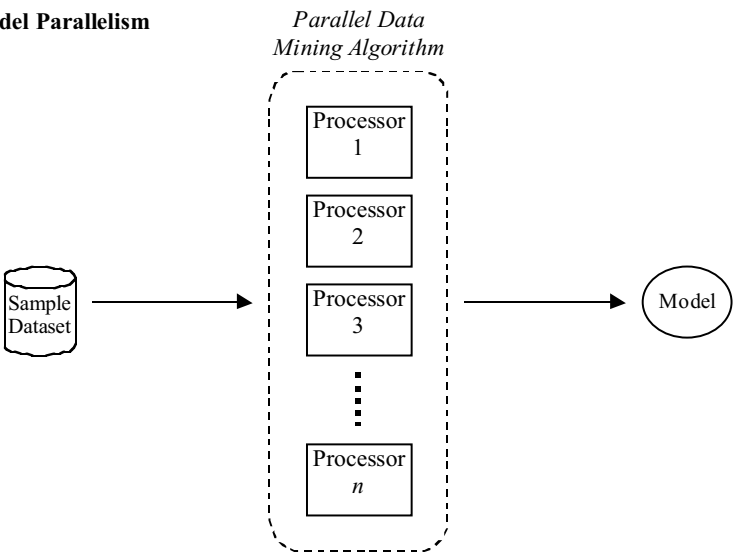 del Parallelism
Parallel Data
Mining Algorithm
Processor
1
Processor
2
Processor
3
Processor
n
Sample
Dataset
Model